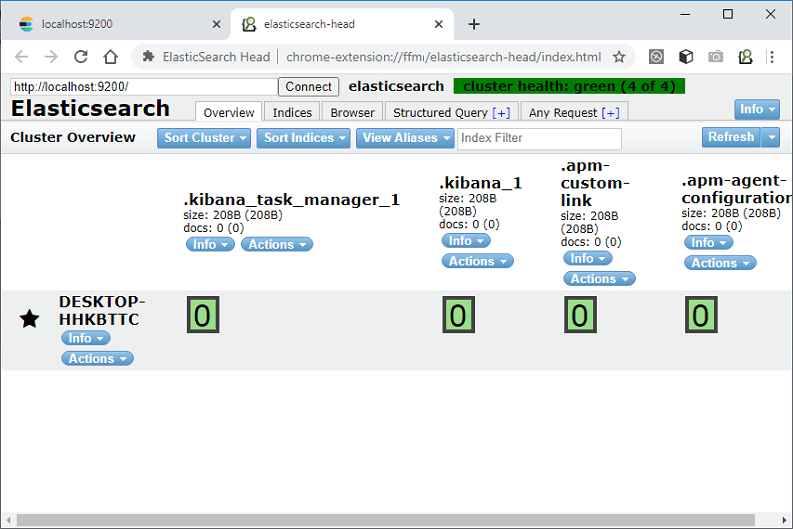 localhost:9200
elasticsearch-head
ElasticSearch Head
chrome-extension://ffmi/elasticsearch-head/index.html
http://localhost:9200/
Connect
elasticsearch
cluster health: green (4 of 4)
Elasticsearch
Overview
Indices
Browser
Structured Query [+]
Any Request [+]
Info
Cluster Overview
Sort Cluster
Sort Indices
View Aliases
Index Filter
Refresh
.kibana_task_manager_1
size: 208B (208B)
docs: 0 (0)
Info
Actions
.kibana_1
size: 208B
(208B)
docs: 0 (0)
Info
Actions
.apm-
custom-
link
size: 208B
(208B)
docs: 0 (0)
Info
Actions
.apm-agent-
configuration
size: 208B (208B)
docs: 0 (0)
Info
Actions
DESKTOP-
HHKBTTC
Info
Actions
0
0
0
0